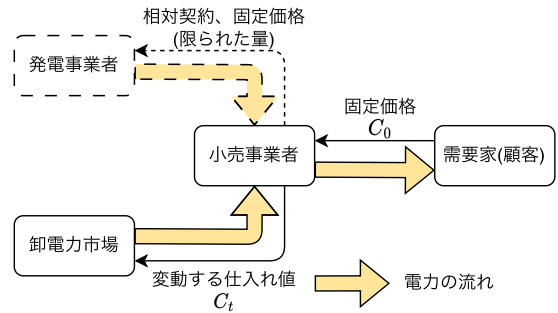 相対契約、固定価格
(限られた量)
発電事業者
固定価格
C_0
小売事業者
需要家(顧客)
卸電力市場
変動する仕入れ値
C_t
電力の流れ